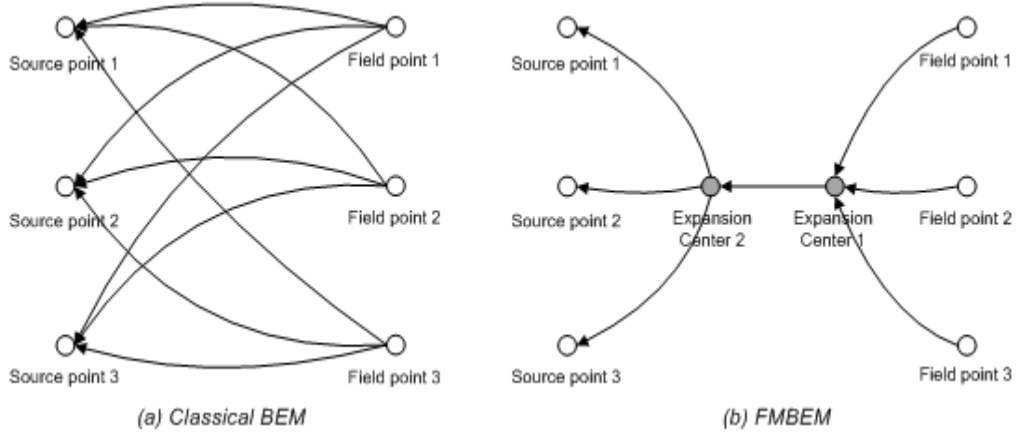 Source point 1
Field point 1
Source point 2
Field point 2
Source point 3
Field point 3
(a) Classical BEM
Source point 1
Field point 1
Source point 2
Expansion
Center 2
Expansion
Center 1
Field point 2
Source point 3
Field point 3
(b) FMBEM